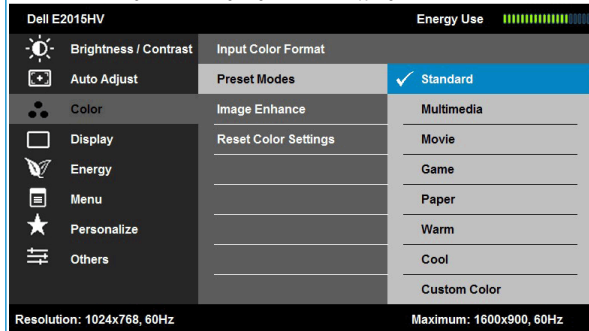 Dell E2015HV Energy Use
Brightness / Contrast Input Color Format
Auto Adjust Preset Modes Standard
Color Image Enhance Multimedia
Display Reset Color Settings Movie
Energy Game
Menu Paper
Personalize Warm
Others Cool
Custom Color
Resolution: 1024x768, 60Hz Maximum: 1600x900, 60Hz